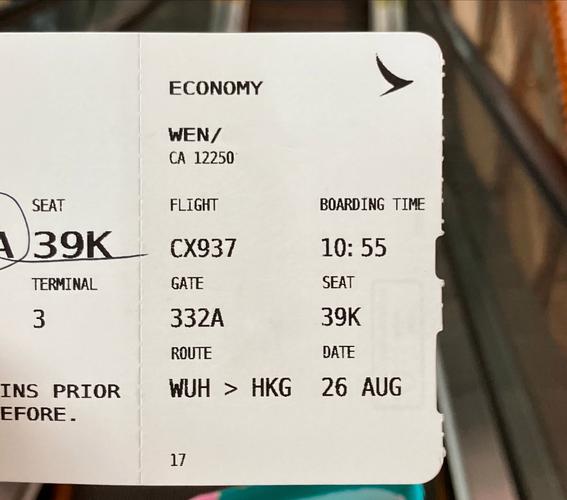 ECONOMY
WEN/
CA 12250
SEAT FLIGHT BOARDING TIME
A 39K CX937 10:55
TERMINAL GATE SEAT
3 332A 39K
ROUTE DATE
INS PRIOR WUH > HKG 26 AUG
EFORE.
17